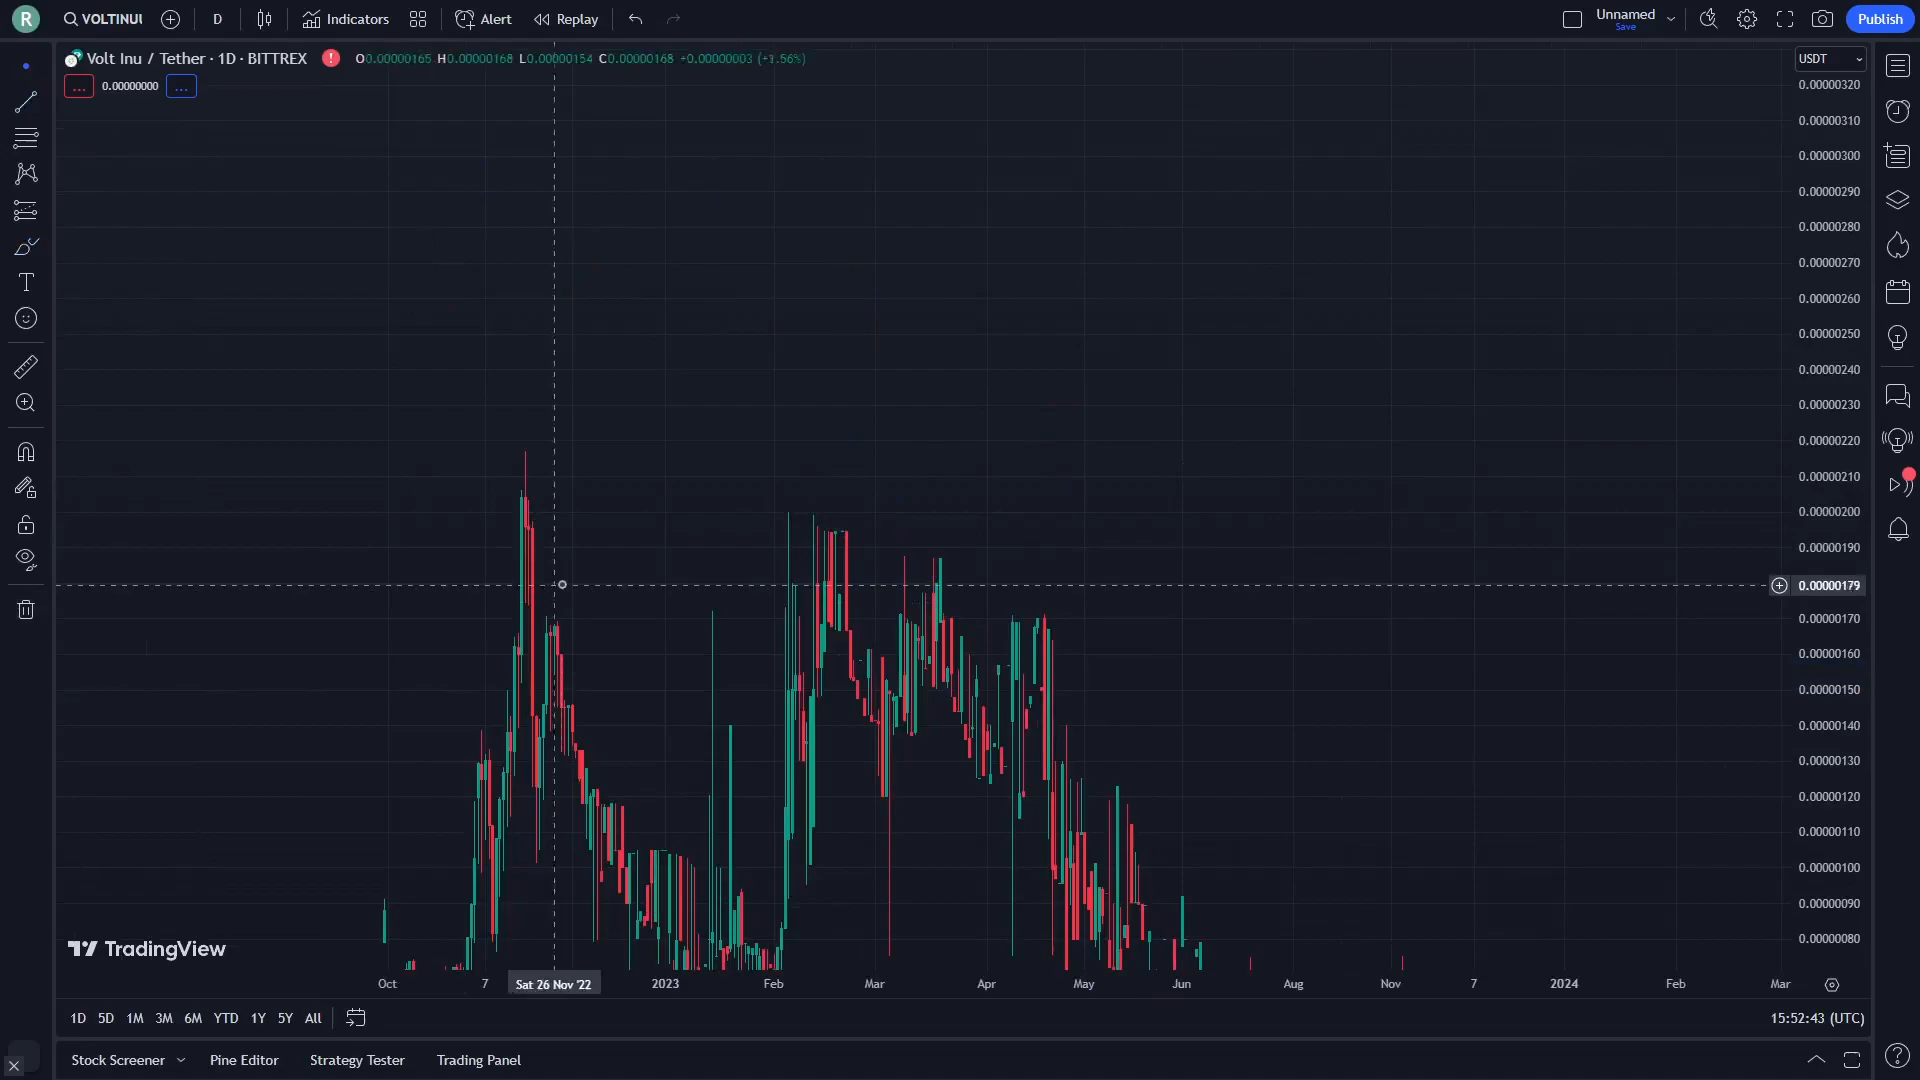 R
VOLTINUI
D
Indicators
Alert
Replay
Unnamed
Save
Publish
Volt Inu / Tether · 1D · BITTREX
! O0.00000165 H0.00000168 L0.00000154 C0.00000168 +0.00000003 (+1.56%)
... 0.00000000 ...
USDT
0.00000320
0.00000310
0.00000300
0.00000290
0.00000280
0.00000270
0.00000260
0.00000250
0.00000240
0.00000230
0.00000220
0.00000210
0.00000200
0.00000190
0.00000179
0.00000170
0.00000160
0.00000150
0.00000140
0.00000130
0.00000120
0.00000110
0.00000100
0.00000090
0.00000080
TradingView
Oct 7 Sat 26 Nov '22 2023 Feb Mar Apr May Jun Aug Nov 7 2024 Feb Mar
1D 5D 1M 3M 6M YTD 1Y 5Y All
15:52:43 (UTC)
Stock Screener Pine Editor Strategy Tester Trading Panel